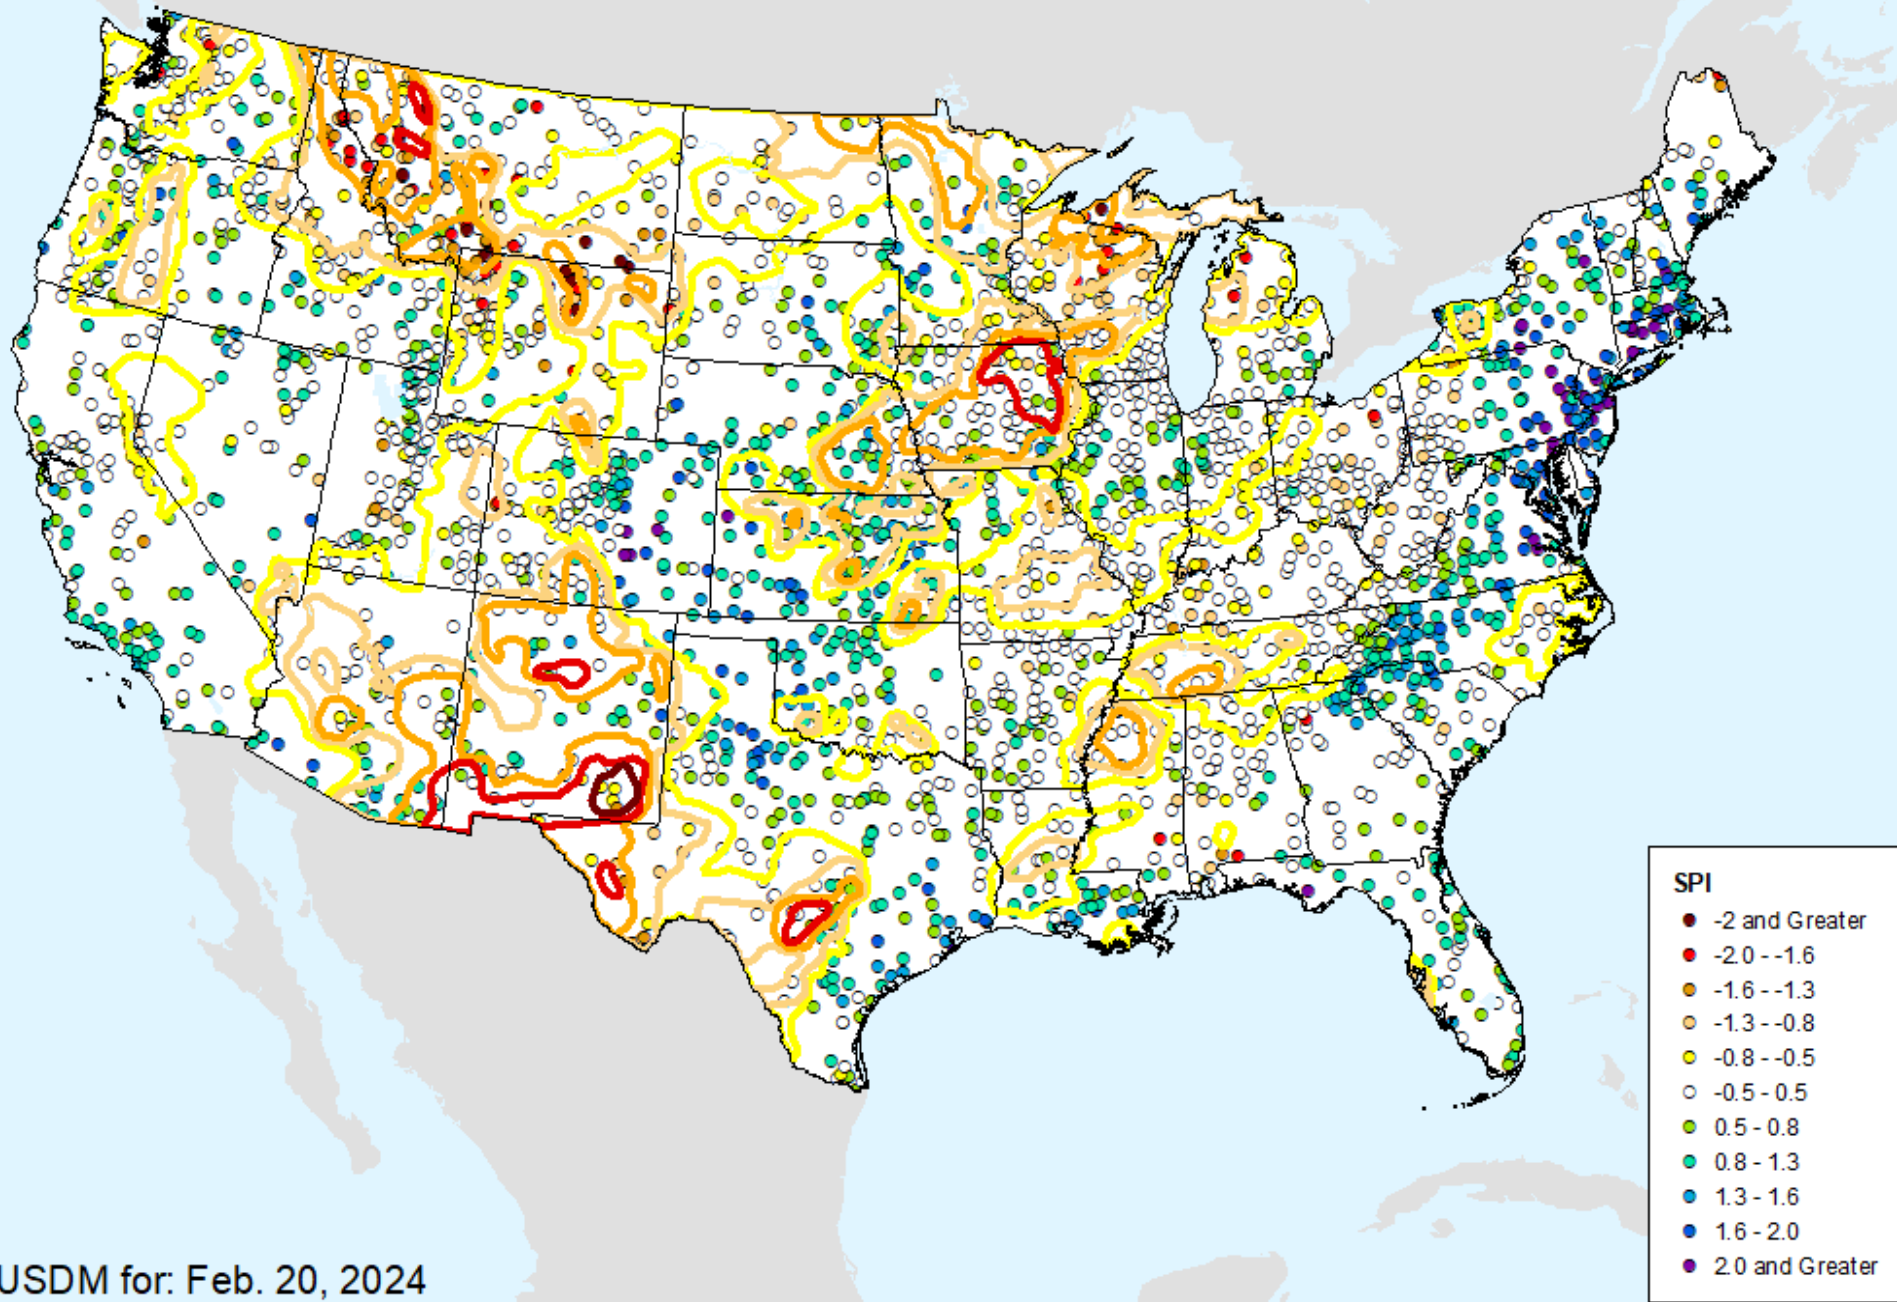 SPI
-2 and Greater
-2.0 - -1.6
-1.6 - -1.3
-1.3 - -0.8
-0.8 - -0.5
-0.5 - 0.5
0.5 - 0.8
0.8 - 1.3
1.3 - 1.6
1.6 - 2.0
2.0 and Greater
USDM for: Feb. 20, 2024